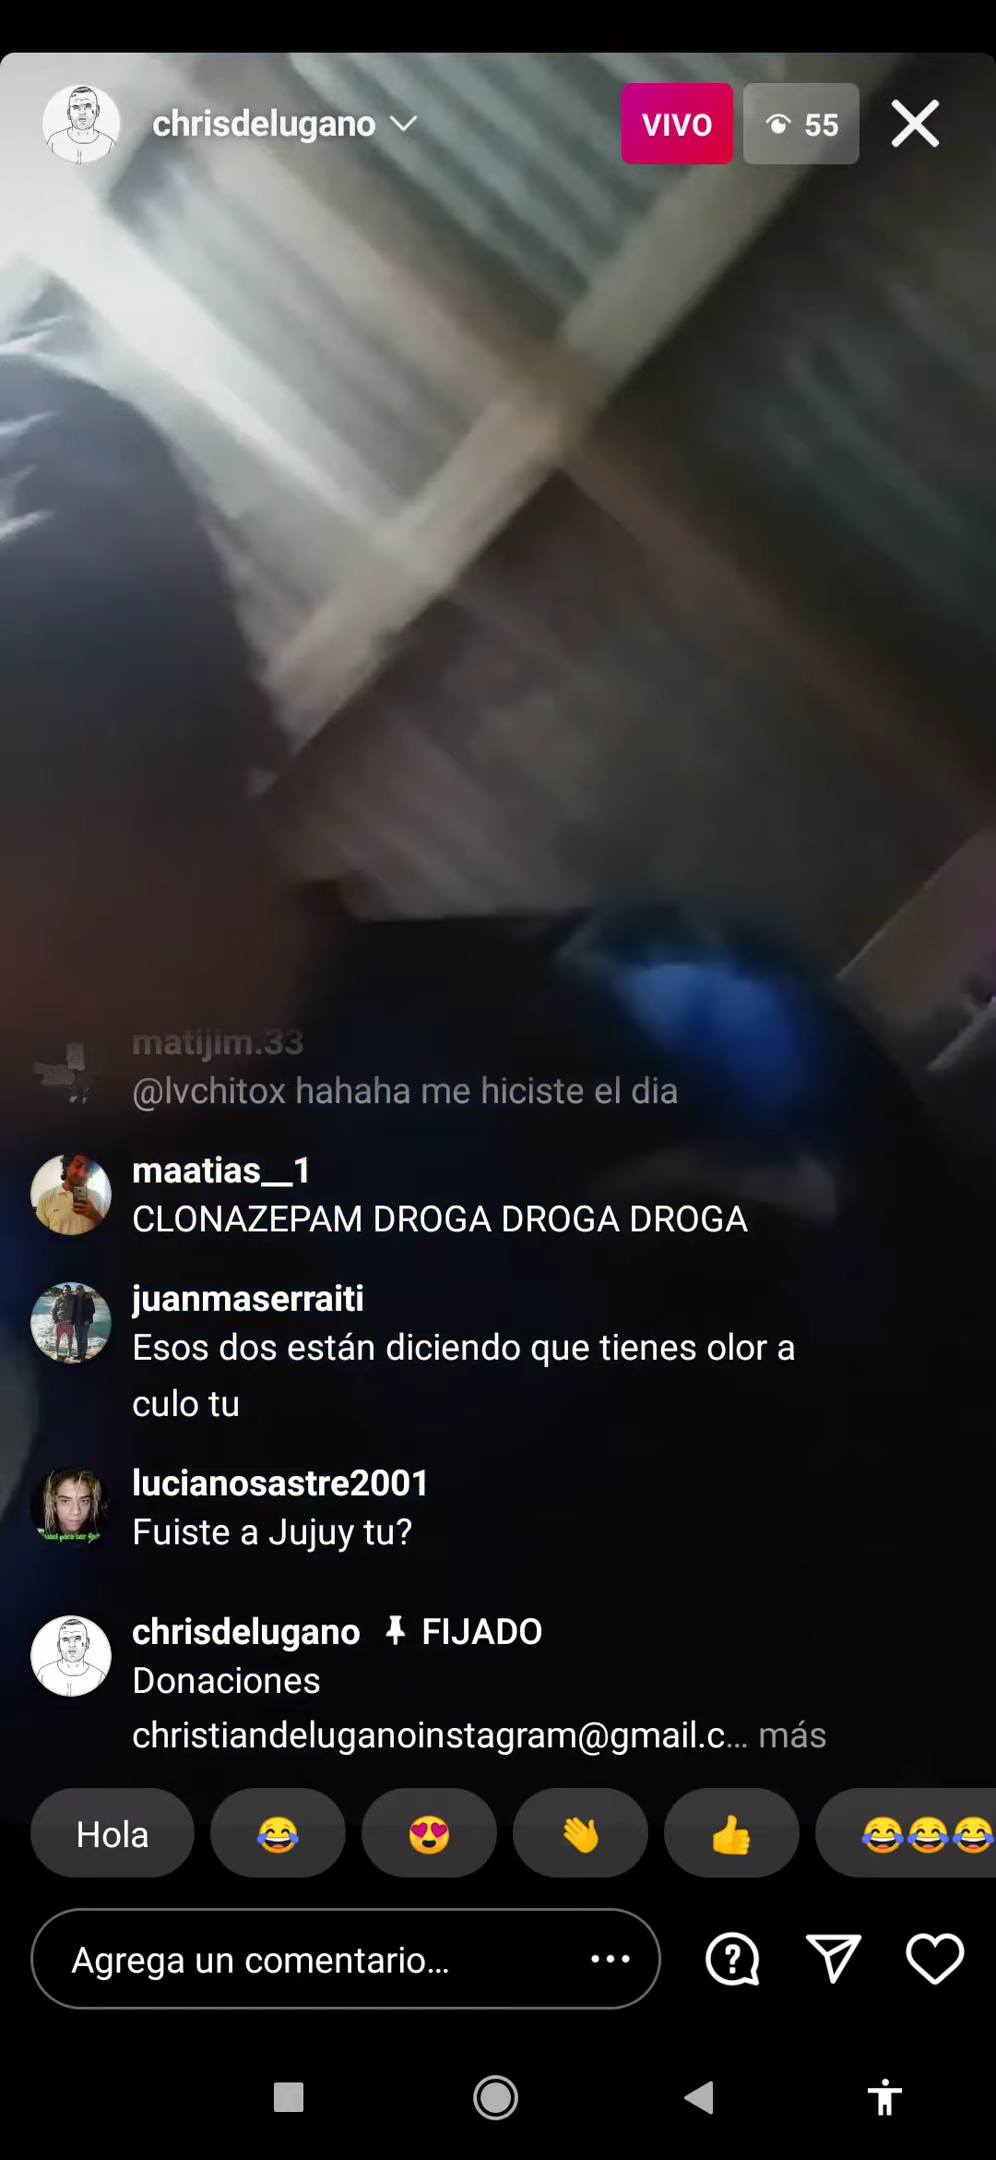 chrisdelugano
VIVO
55
matijim.33
@lvchitox hahaha me hiciste el dia
maatias__1
CLONAZEPAM DROGA DROGA DROGA
juanmaserraiti
Esos dos están diciendo que tienes olor a
culo tu
lucianosastre2001
Fuiste a Jujuy tu?
chrisdelugano FIJADO
Donaciones
christiandeluganoinstagram@gmail.c... más
Hola
Agrega un comentario...